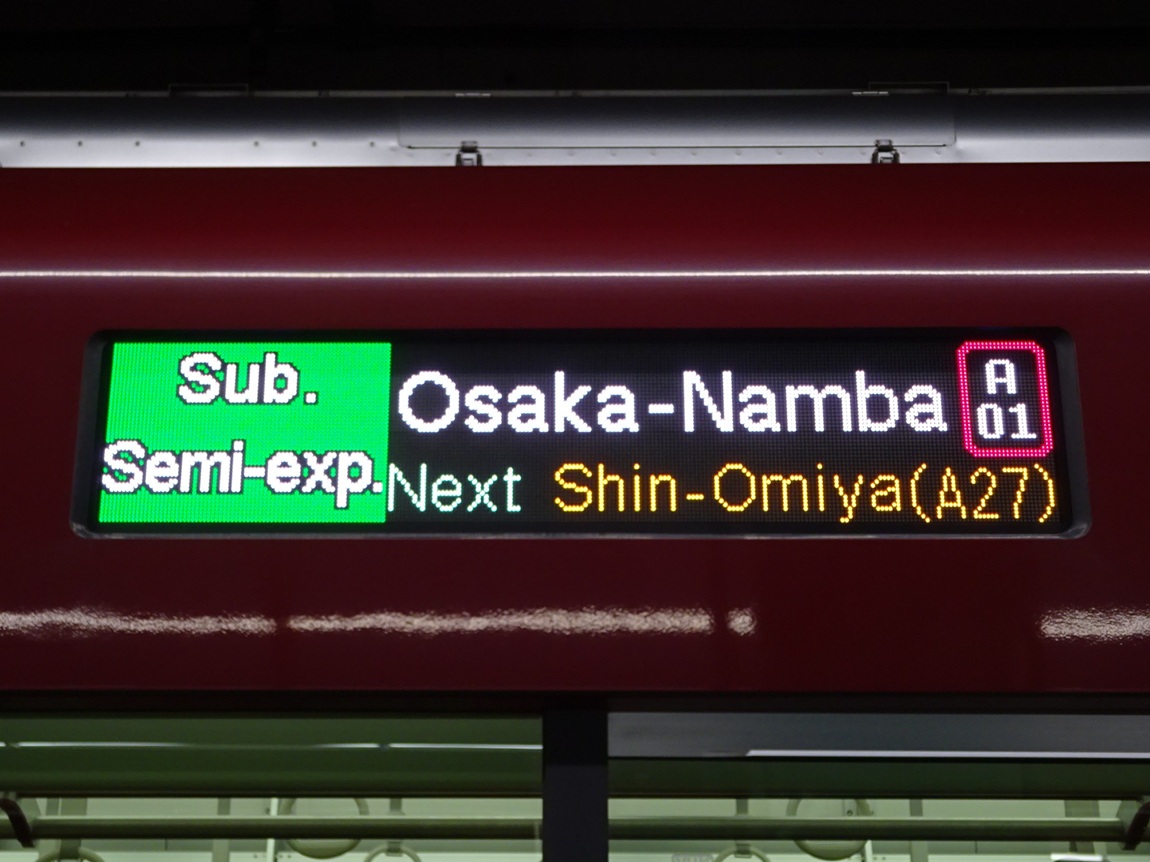 Sub.
Semi-exp.
Osaka-Namba
A
01
Next Shin-Omiya(A27)